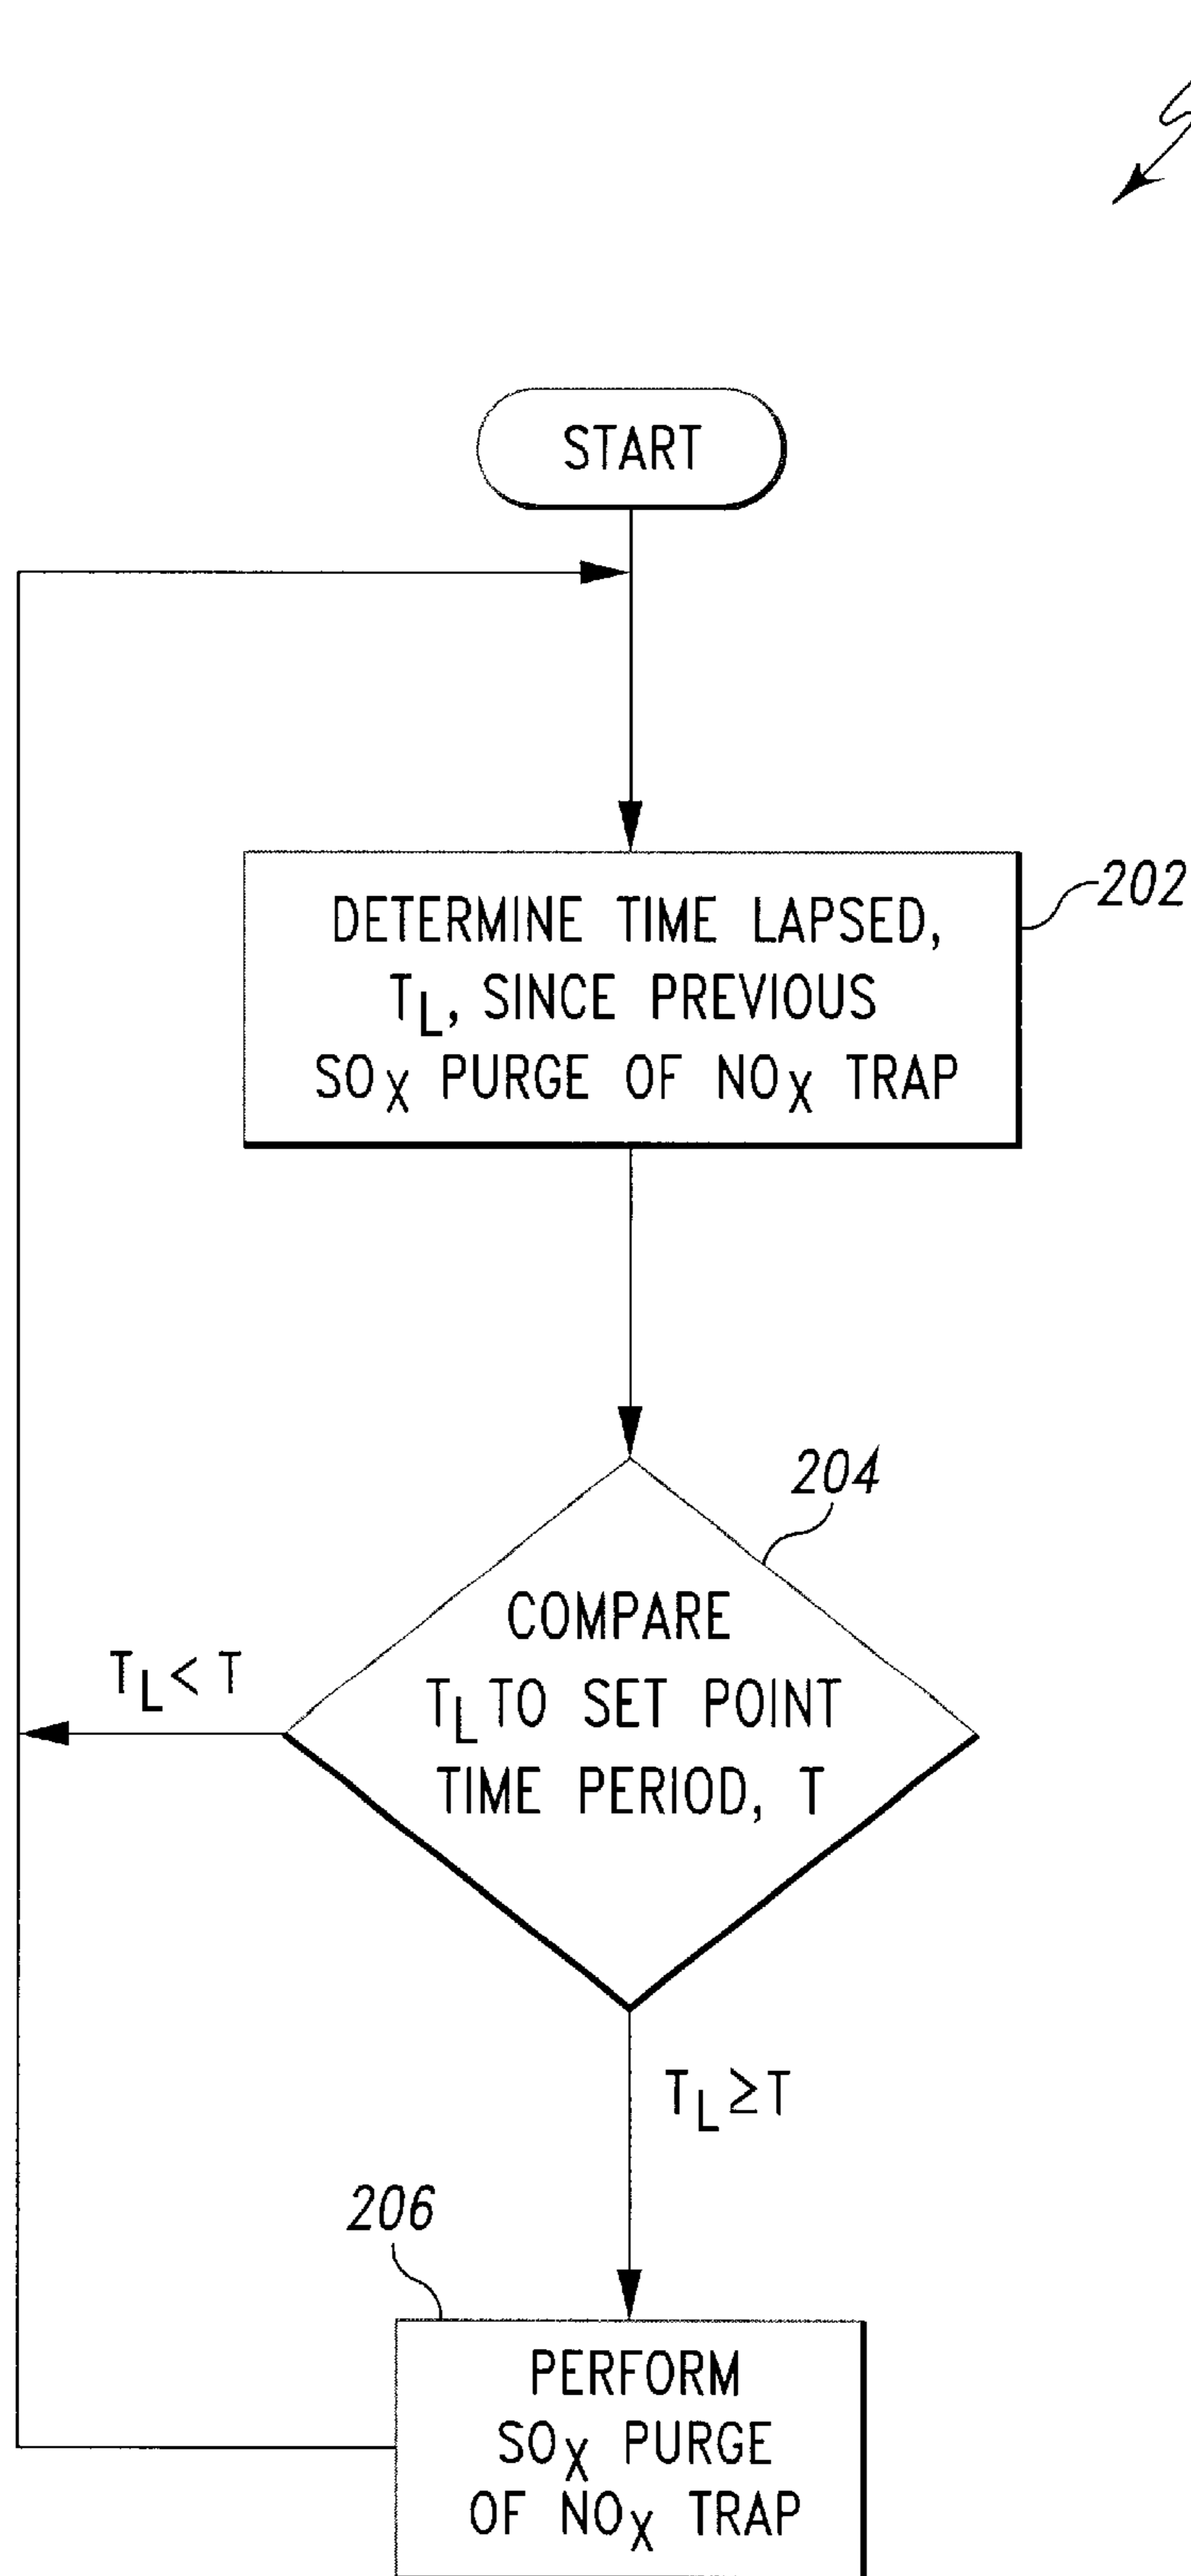 START
DETERMINE TIME LAPSED,
TL, SINCE PREVIOUS
SOX PURGE OF NOX TRAP
202
204
COMPARE
TL TO SET POINT
TIME PERIOD, T
TL < T
TL ≥ T
206
PERFORM
SOX PURGE
OF NOX TRAP